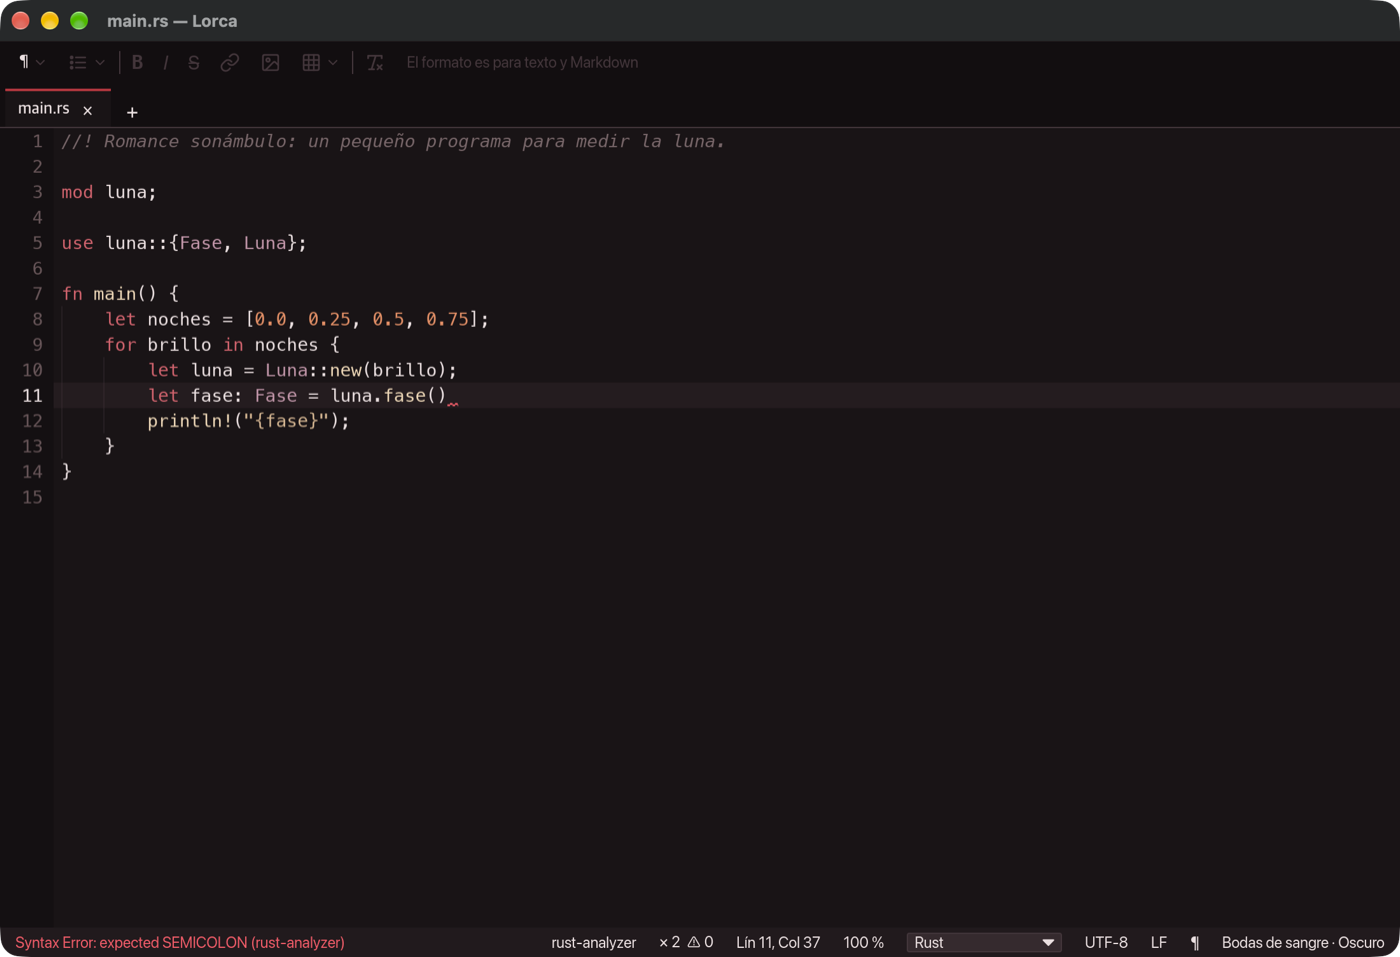 main.rs — Lorca
¶ B I S El formato es para texto y Markdown
main.rs × +
1 //! Romance sonámbulo: un pequeño programa para medir la luna.
2
3 mod luna;
4
5 use luna::{Fase, Luna};
6
7 fn main() {
8     let noches = [0.0, 0.25, 0.5, 0.75];
9     for brillo in noches {
10         let luna = Luna::new(brillo);
11         let fase: Fase = luna.fase()
12         println!("{fase}");
13     }
14 }
15
Syntax Error: expected SEMICOLON (rust-analyzer) rust-analyzer × 2 ⚠ 0 Lín 11, Col 37 100 % Rust UTF-8 LF ¶ Bodas de sangre · Oscuro